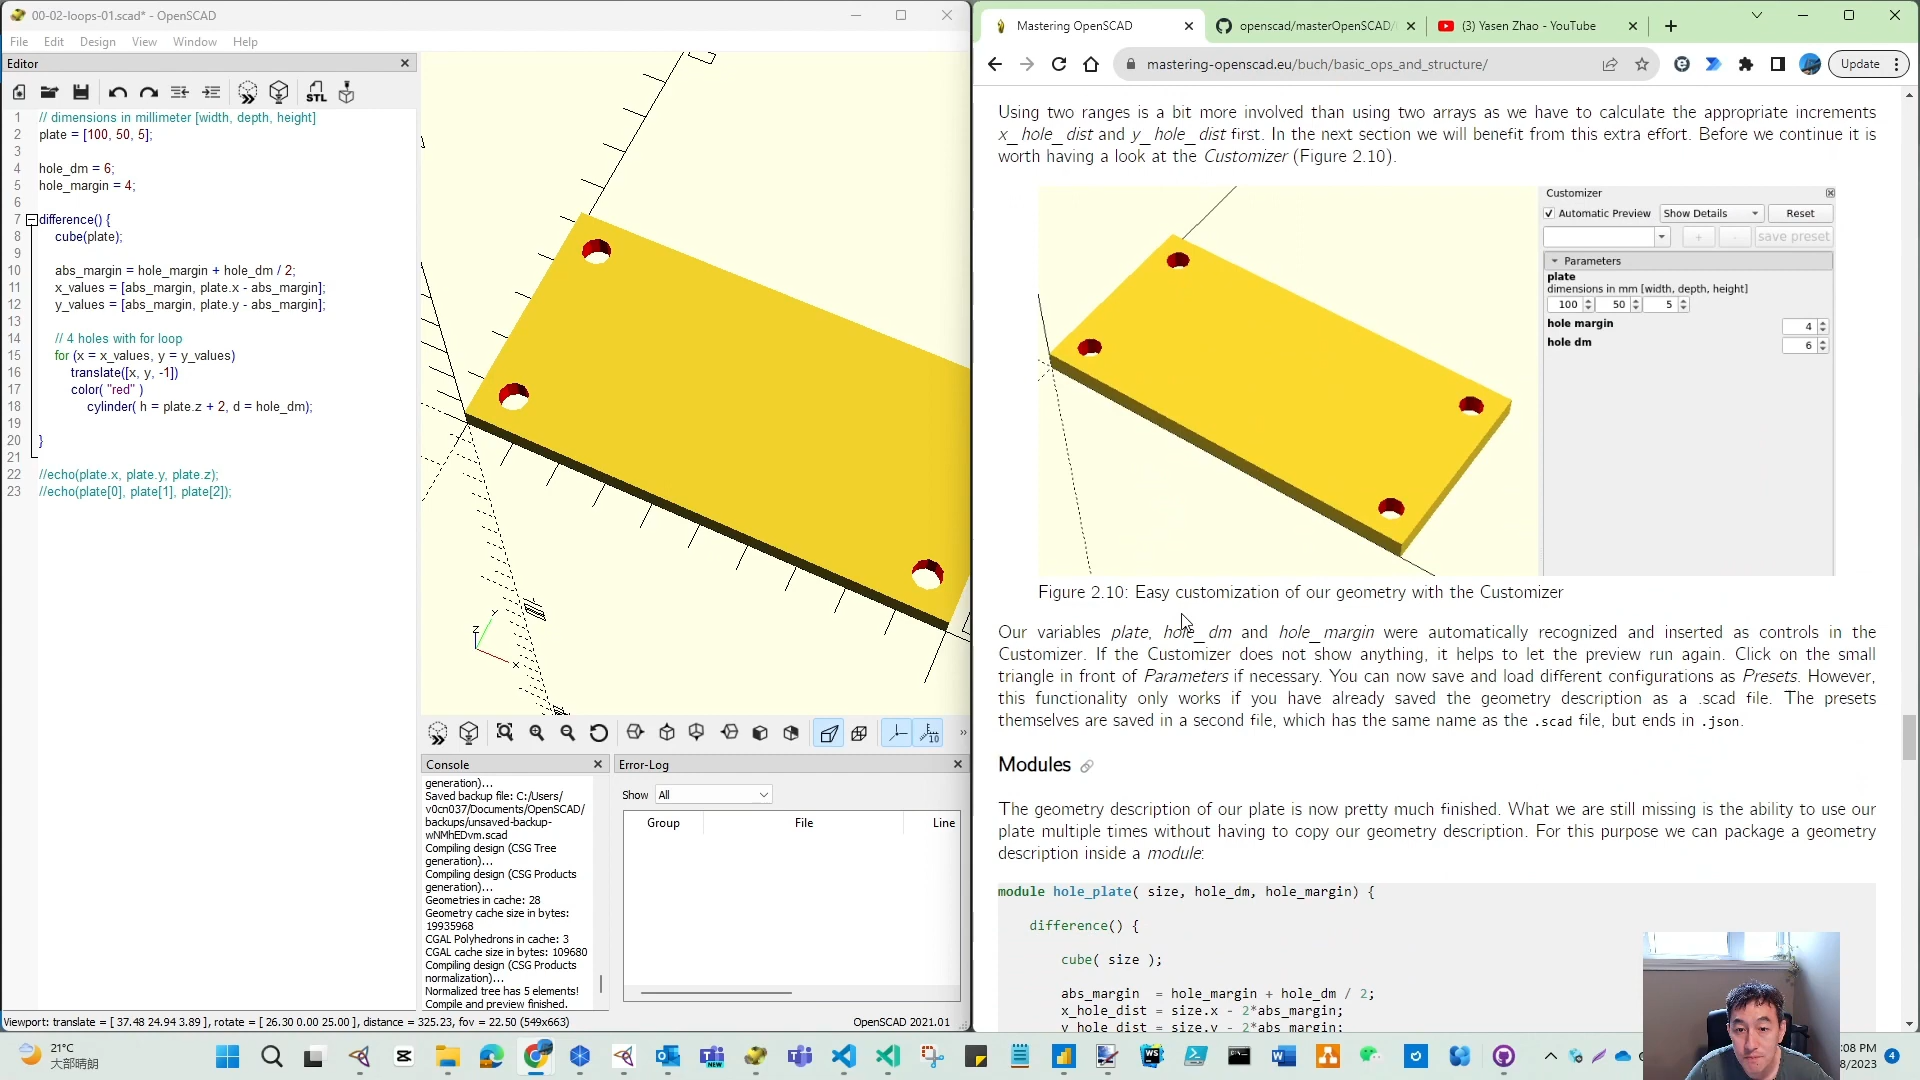 00-02-loops-01.scad* - OpenSCAD
File Edit Design View Window Help
Editor
STL
1 // dimensions in millimeter [width, depth, height]
2 plate = [100, 50, 5];
3
4 hole_dm = 6;
5 hole_margin = 4;
6
7 difference() {
8 cube(plate);
9
10 abs_margin = hole_margin + hole_dm / 2;
11 x_values = [abs_margin, plate.x - abs_margin];
12 y_values = [abs_margin, plate.y - abs_margin];
13
14 // 4 holes with for loop
15 for (x = x_values, y = y_values)
16 translate([x, y, -1])
17 color( "red" )
18 cylinder( h = plate.z + 2, d = hole_dm);
19
20 }
21
22 //echo(plate.x, plate.y, plate.z);
23 //echo(plate[0], plate[1], plate[2]);
z
x
10
Console
generation)...
Saved backup file: C:/Users/
v0cn037/Documents/OpenSCAD/
backups/unsaved-backup-
wNMhEDvm.scad
Compiling design (CSG Tree
generation)...
Compiling design (CSG Products
generation)...
Geometries in cache: 28
Geometry cache size in bytes:
19935968
CGAL Polyhedrons in cache: 3
CGAL cache size in bytes: 109680
Compiling design (CSG Products
normalization)...
Normalized tree has 5 elements!
Compile and preview finished.
Error-Log
Show All
Group File Line
Viewport: translate = [ 37.48 24.94 3.89 ], rotate = [ 26.30 0.00 25.00 ], distance = 325.23, fov = 22.50 (549x663)
OpenSCAD 2021.01
Mastering OpenSCAD
openscad/masterOpenSCAD/
(3) Yasen Zhao - YouTube
mastering-openscad.eu/buch/basic_ops_and_structure/
Update
Using two ranges is a bit more involved than using two arrays as we have to calculate the appropriate increments
x_hole_dist and y_hole_dist first. In the next section we will benefit from this extra effort. Before we continue it is
worth having a look at the Customizer (Figure 2.10).
Customizer
Automatic Preview Show Details Reset
+ - save preset
Parameters
plate
dimensions in mm [width, depth, height]
100 50 5
hole margin 4
hole dm 6
Figure 2.10: Easy customization of our geometry with the Customizer
Our variables plate, hole_dm and hole_margin were automatically recognized and inserted as controls in the
Customizer. If the Customizer does not show anything, it helps to let the preview run again. Click on the small
triangle in front of Parameters if necessary. You can now save and load different configurations as Presets. However,
this functionality only works if you have already saved the geometry description as a .scad file. The presets
themselves are saved in a second file, which has the same name as the .scad file, but ends in .json.
Modules
The geometry description of our plate is now pretty much finished. What we are still missing is the ability to use our
plate multiple times without having to copy our geometry description. For this purpose we can package a geometry
description inside a module:
module hole_plate( size, hole_dm, hole_margin) {
difference() {
cube( size );
abs_margin = hole_margin + hole_dm / 2;
x_hole_dist = size.x - 2*abs_margin;
y_hole_dist = size.y - 2*abs_margin;
21°C
大部晴朗
:08 PM
8/2023
4